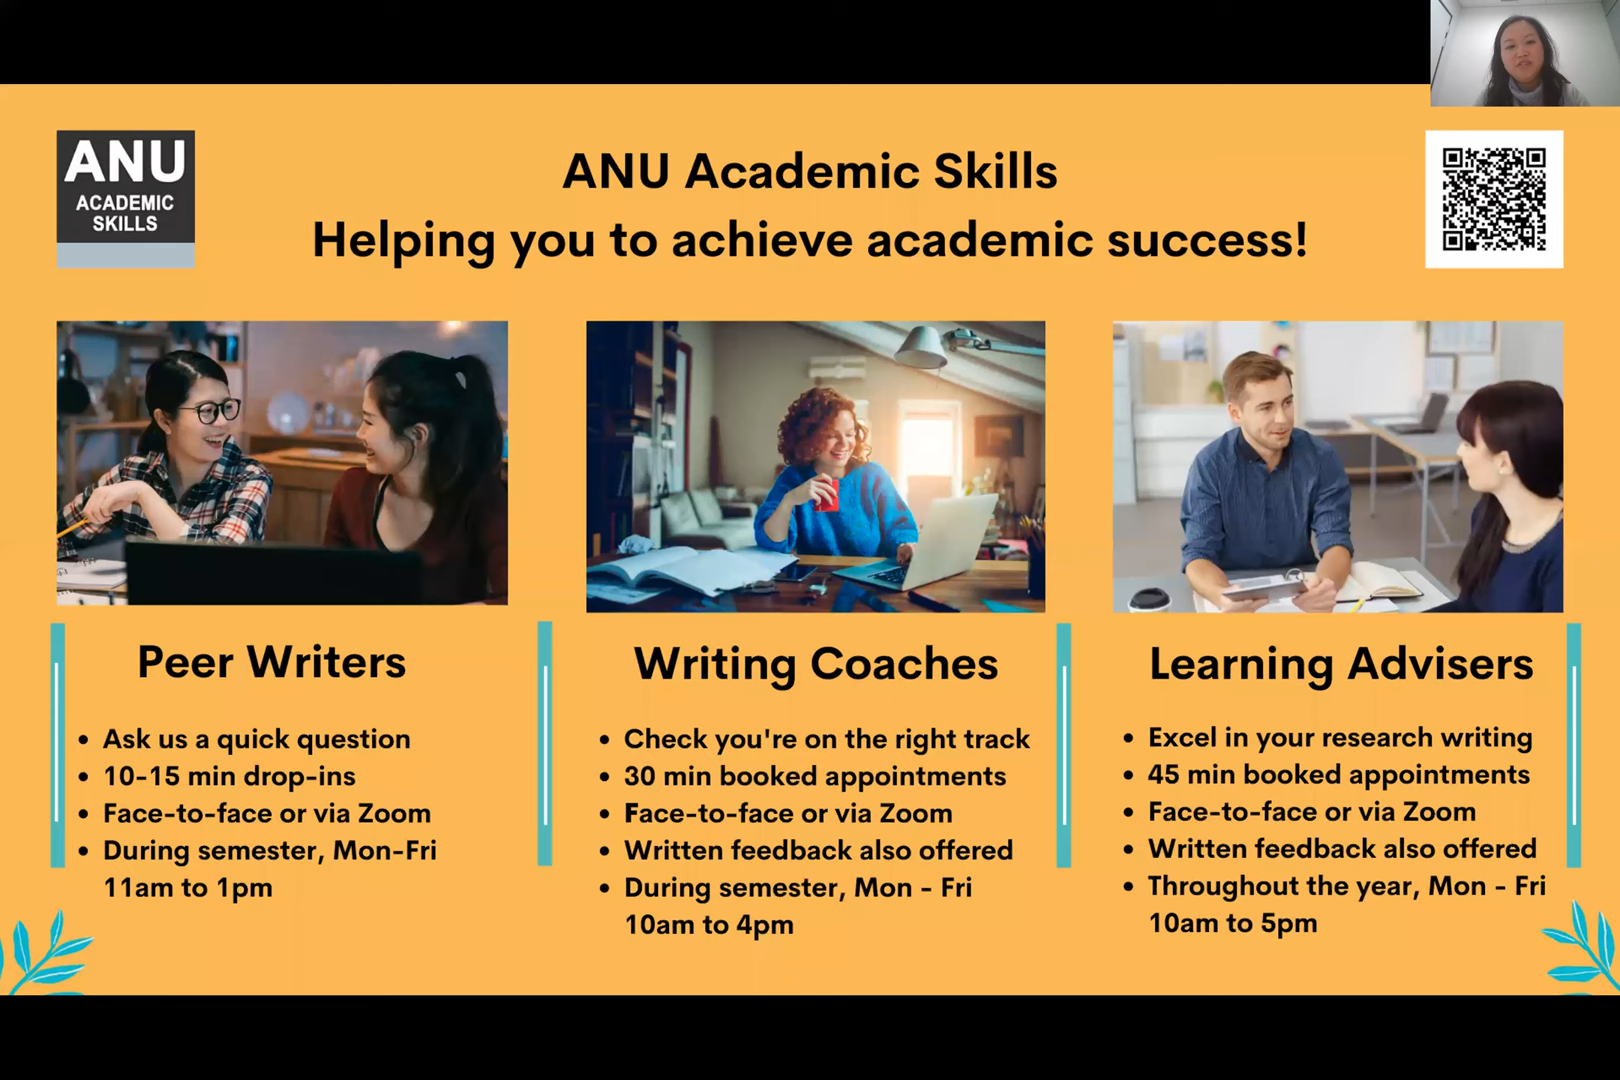 ANU
ACADEMIC
SKILLS
ANU Academic Skills
Helping you to achieve academic success!
Peer Writers
• Ask us a quick question
• 10-15 min drop-ins
• Face-to-face or via Zoom
• During semester, Mon-Fri
11am to 1pm
Writing Coaches
• Check you're on the right track
• 30 min booked appointments
• Face-to-face or via Zoom
• Written feedback also offered
• During semester, Mon - Fri
10am to 4pm
Learning Advisers
• Excel in your research writing
• 45 min booked appointments
• Face-to-face or via Zoom
• Written feedback also offered
• Throughout the year, Mon - Fri
10am to 5pm